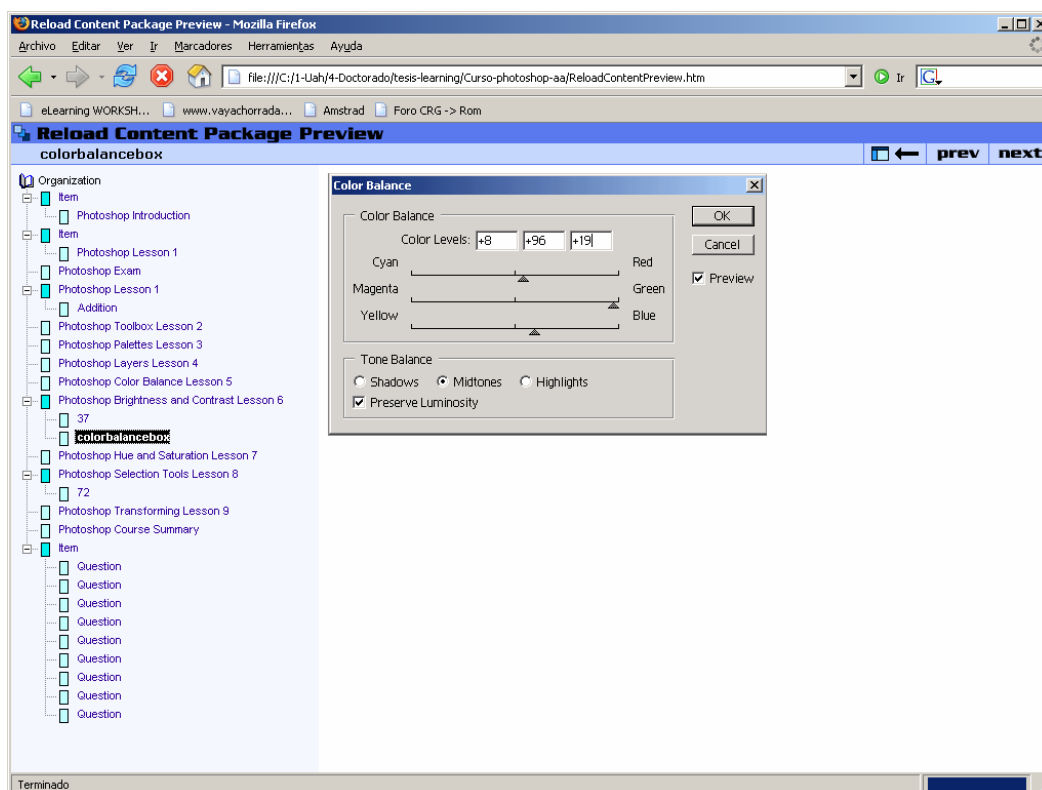 Reload Content Package Preview - Mozilla Firefox
Archivo Editar Ver Ir Marcadores Herramientas Ayuda
file:///C:/1-Uah/4-Doctorado/tesis-learning/Curso-photoshop-aa/ReloadContentPreview.htm Ir G
eLearning WORKSH... www.vayachorrada... Amstrad Foro CRG -> Rom
Reload Content Package Preview
colorbalancebox prev next
Organization
Item
Photoshop Introduction
Item
Photoshop Lesson 1
Photoshop Exam
Photoshop Lesson 1
Addition
Photoshop Toolbox Lesson 2
Photoshop Palettes Lesson 3
Photoshop Layers Lesson 4
Photoshop Color Balance Lesson 5
Photoshop Brightness and Contrast Lesson 6
37
colorbalancebox
Photoshop Hue and Saturation Lesson 7
Photoshop Selection Tools Lesson 8
72
Photoshop Transforming Lesson 9
Photoshop Course Summary
Item
Question
Question
Question
Question
Question
Question
Question
Question
Question
Color Balance
Color Balance
Color Levels: +8 +96 +19
Cyan Red
Magenta Green
Yellow Blue
OK
Cancel
Preview
Tone Balance
Shadows Midtones Highlights
Preserve Luminosity
Terminado